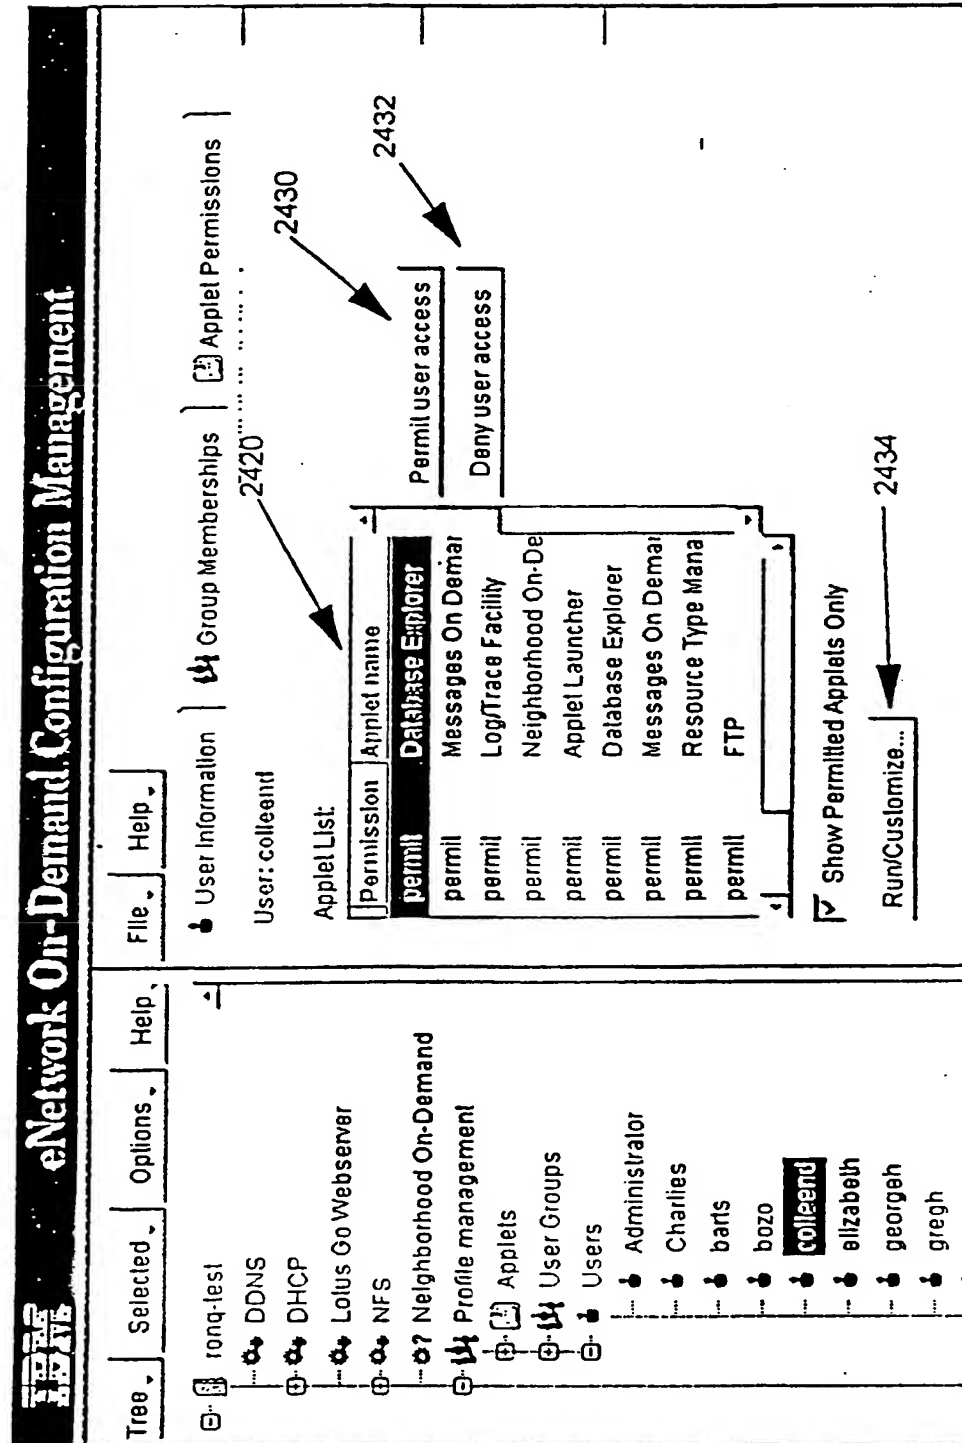 IBM eNetwork On-Demand Configuration Management
Tree Selected Options Help
ronq-test
DDNS
DHCP
Lotus Go Webserver
NFS
Neighborhood On-Demand
Profile management
Applets
User Groups
Users
Administrator
Charlies
barts
bozo
colleend
elizabeth
georgeh
gregh
File Help
User Information Group Memberships Applet Permissions
User: colleend
Applet List:
2420
Permission Applet name
permit Database Explorer
permit Messages On Demar
permit Log/Trace Facility
permit Neighborhood On-De
permit Applet Launcher
permit Database Explorer
permit Messages On Demar
permit Resource Type Mana
permit FTP
Permit user access
2430
Deny user access
2432
Show Permitted Applets Only
Run/Customize...
2434